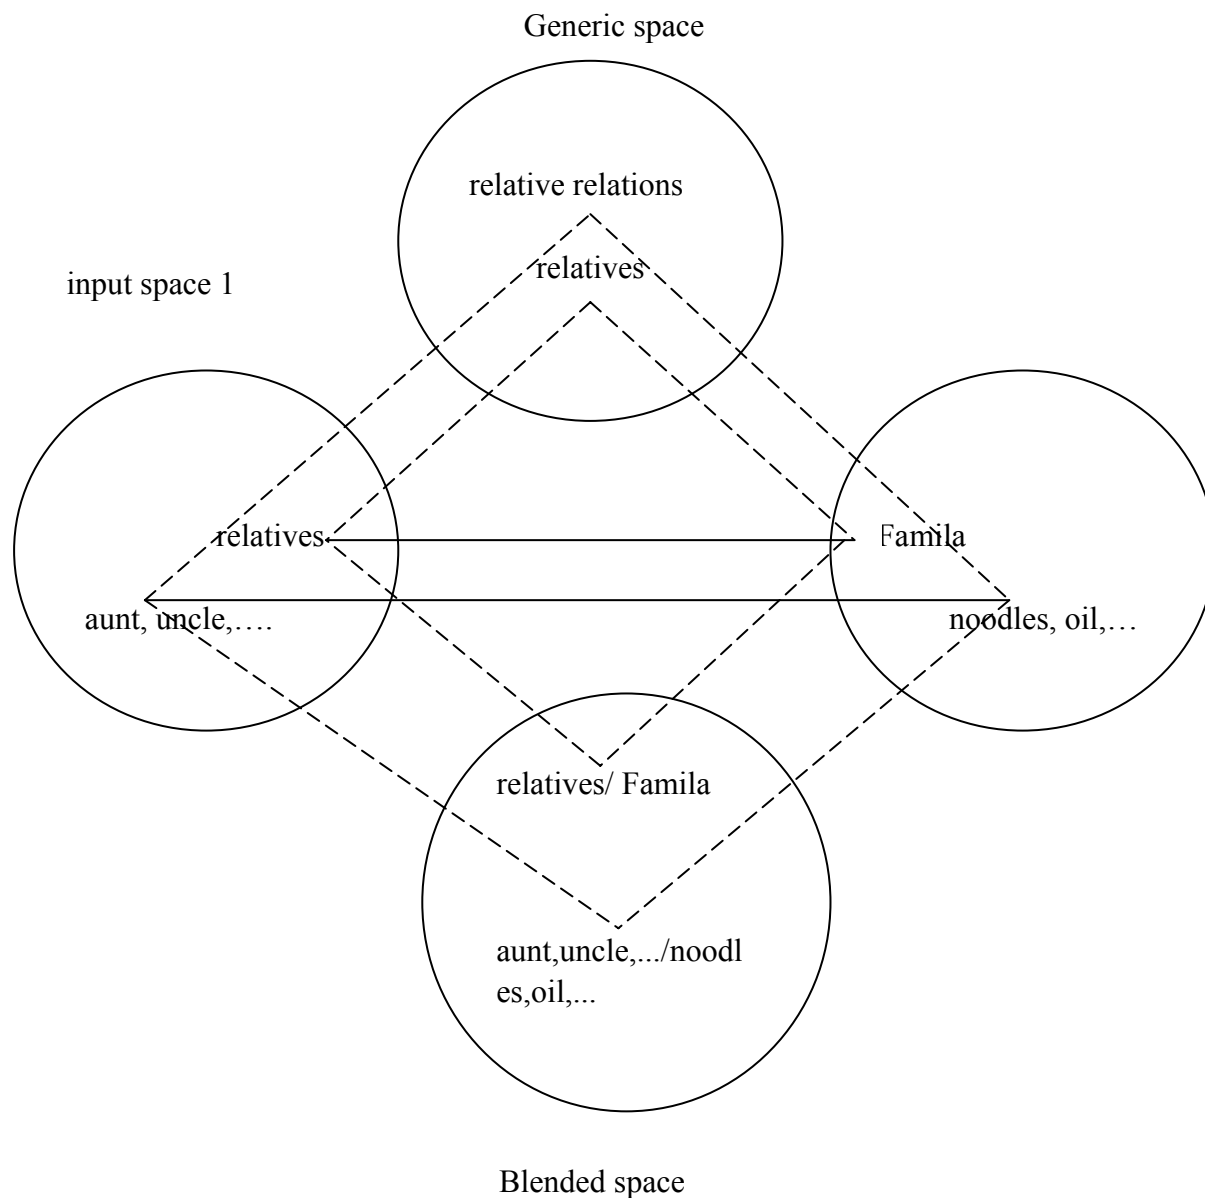 Generic space
relative relations
relatives
input space 1
relatives
Famila
aunt, uncle,….
noodles, oil,…
relatives/ Famila
aunt,uncle,.../noodl
es,oil,...
Blended space